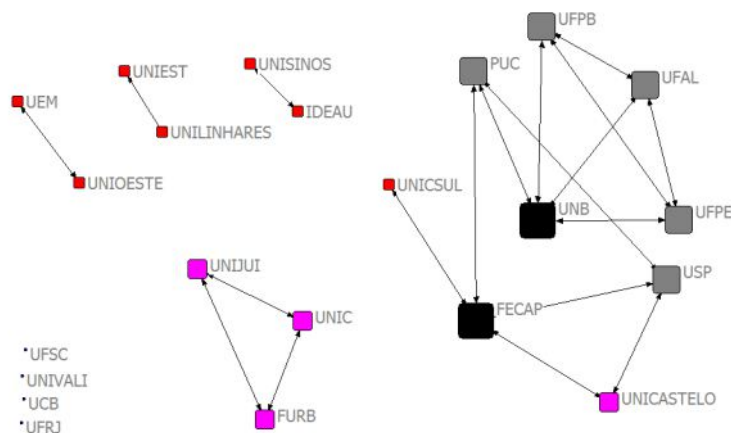 UFPB
UNIEST
UNISINOS
PUC
UFAL
UEM
IDEAU
UNILINHARES
UNIOESTE
UNICSUL
UNB
UFPE
UNIJUI
USP
UNIC
FECAP
UFSC
UNIVALI
UCB
UFRJ
FURB
UNICASTELO